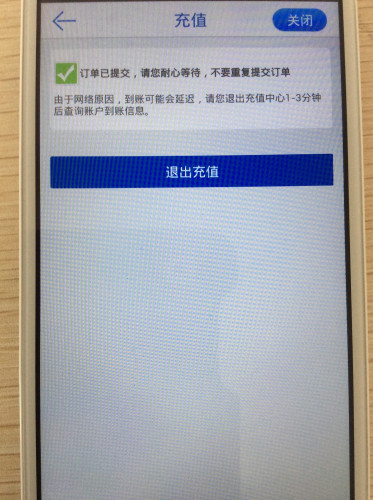 充值
关闭
订单已提交，请您耐心等待，不要重复提交订单
由于网络原因，到账可能会延迟，请您退出充值中心1-3分钟
后查询账户到账信息。
退出充值